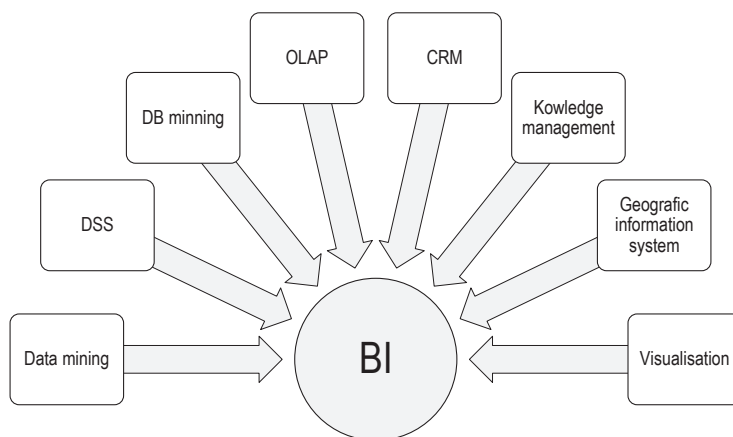 OLAP
CRM
DB minning
Kowledge
management
DSS
Geografic
information
system
Data mining
BI
Visualisation